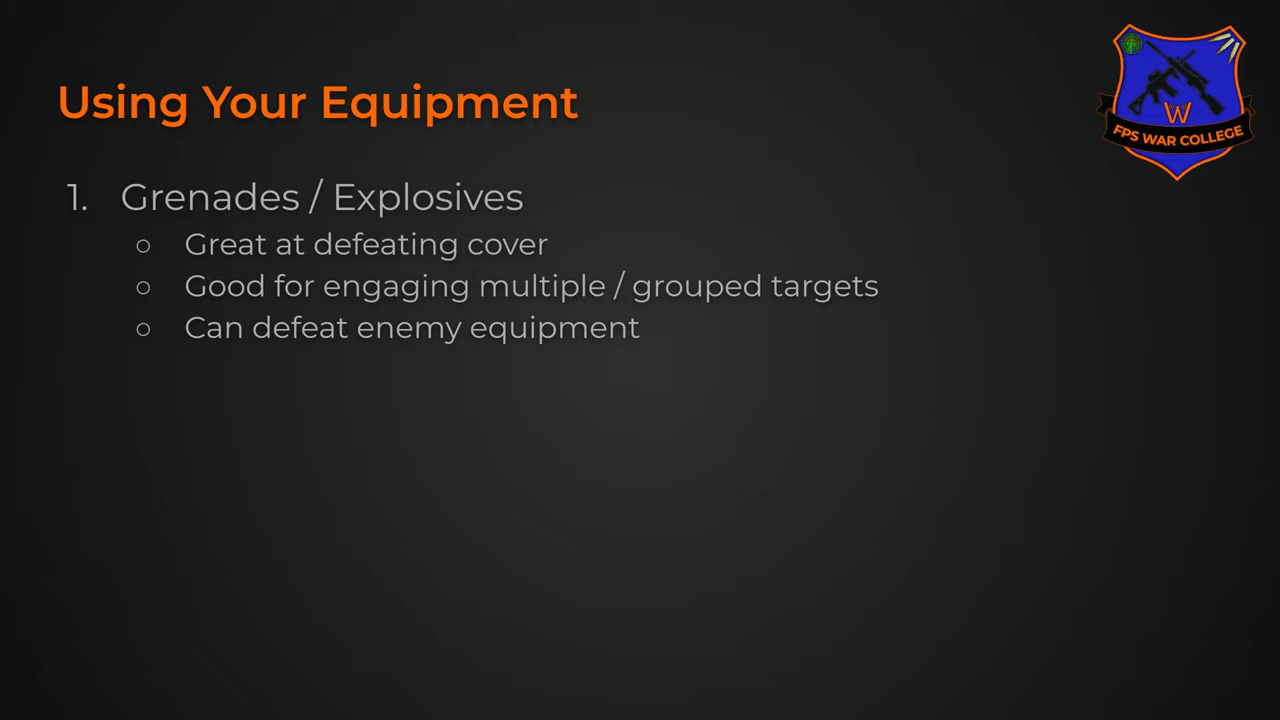 Using Your Equipment
W
FPS WAR COLLEGE
1. Grenades / Explosives
○ Great at defeating cover
○ Good for engaging multiple / grouped targets
○ Can defeat enemy equipment